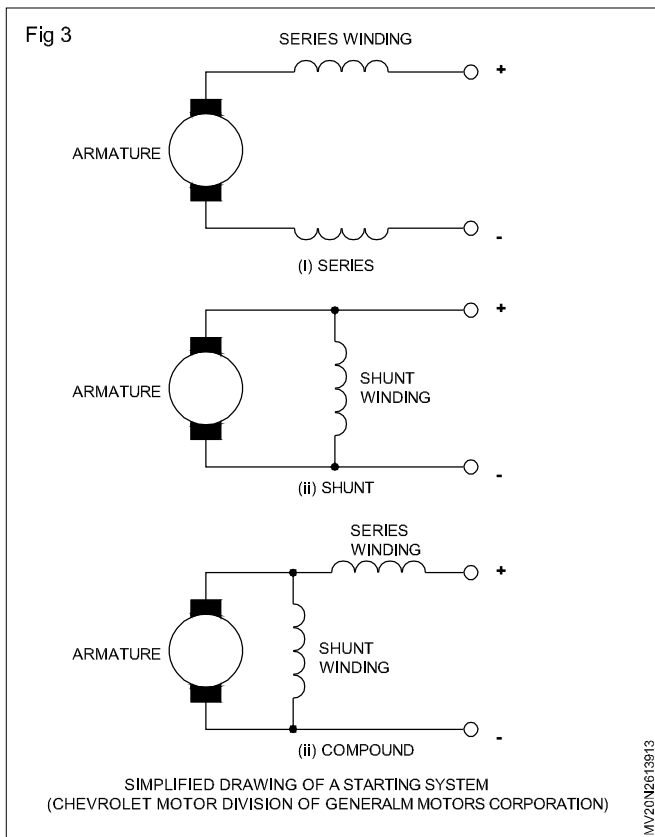 Fig 3
SERIES WINDING
+
ARMATURE
-
(I) SERIES
+
ARMATURE
SHUNT
WINDING
-
(ii) SHUNT
SERIES
WINDING
+
ARMATURE
SHUNT
WINDING
-
(ii) COMPOUND
SIMPLIFIED DRAWING OF A STARTING SYSTEM
(CHEVROLET MOTOR DIVISION OF GENERALM MOTORS CORPORATION)
MV20N2613913